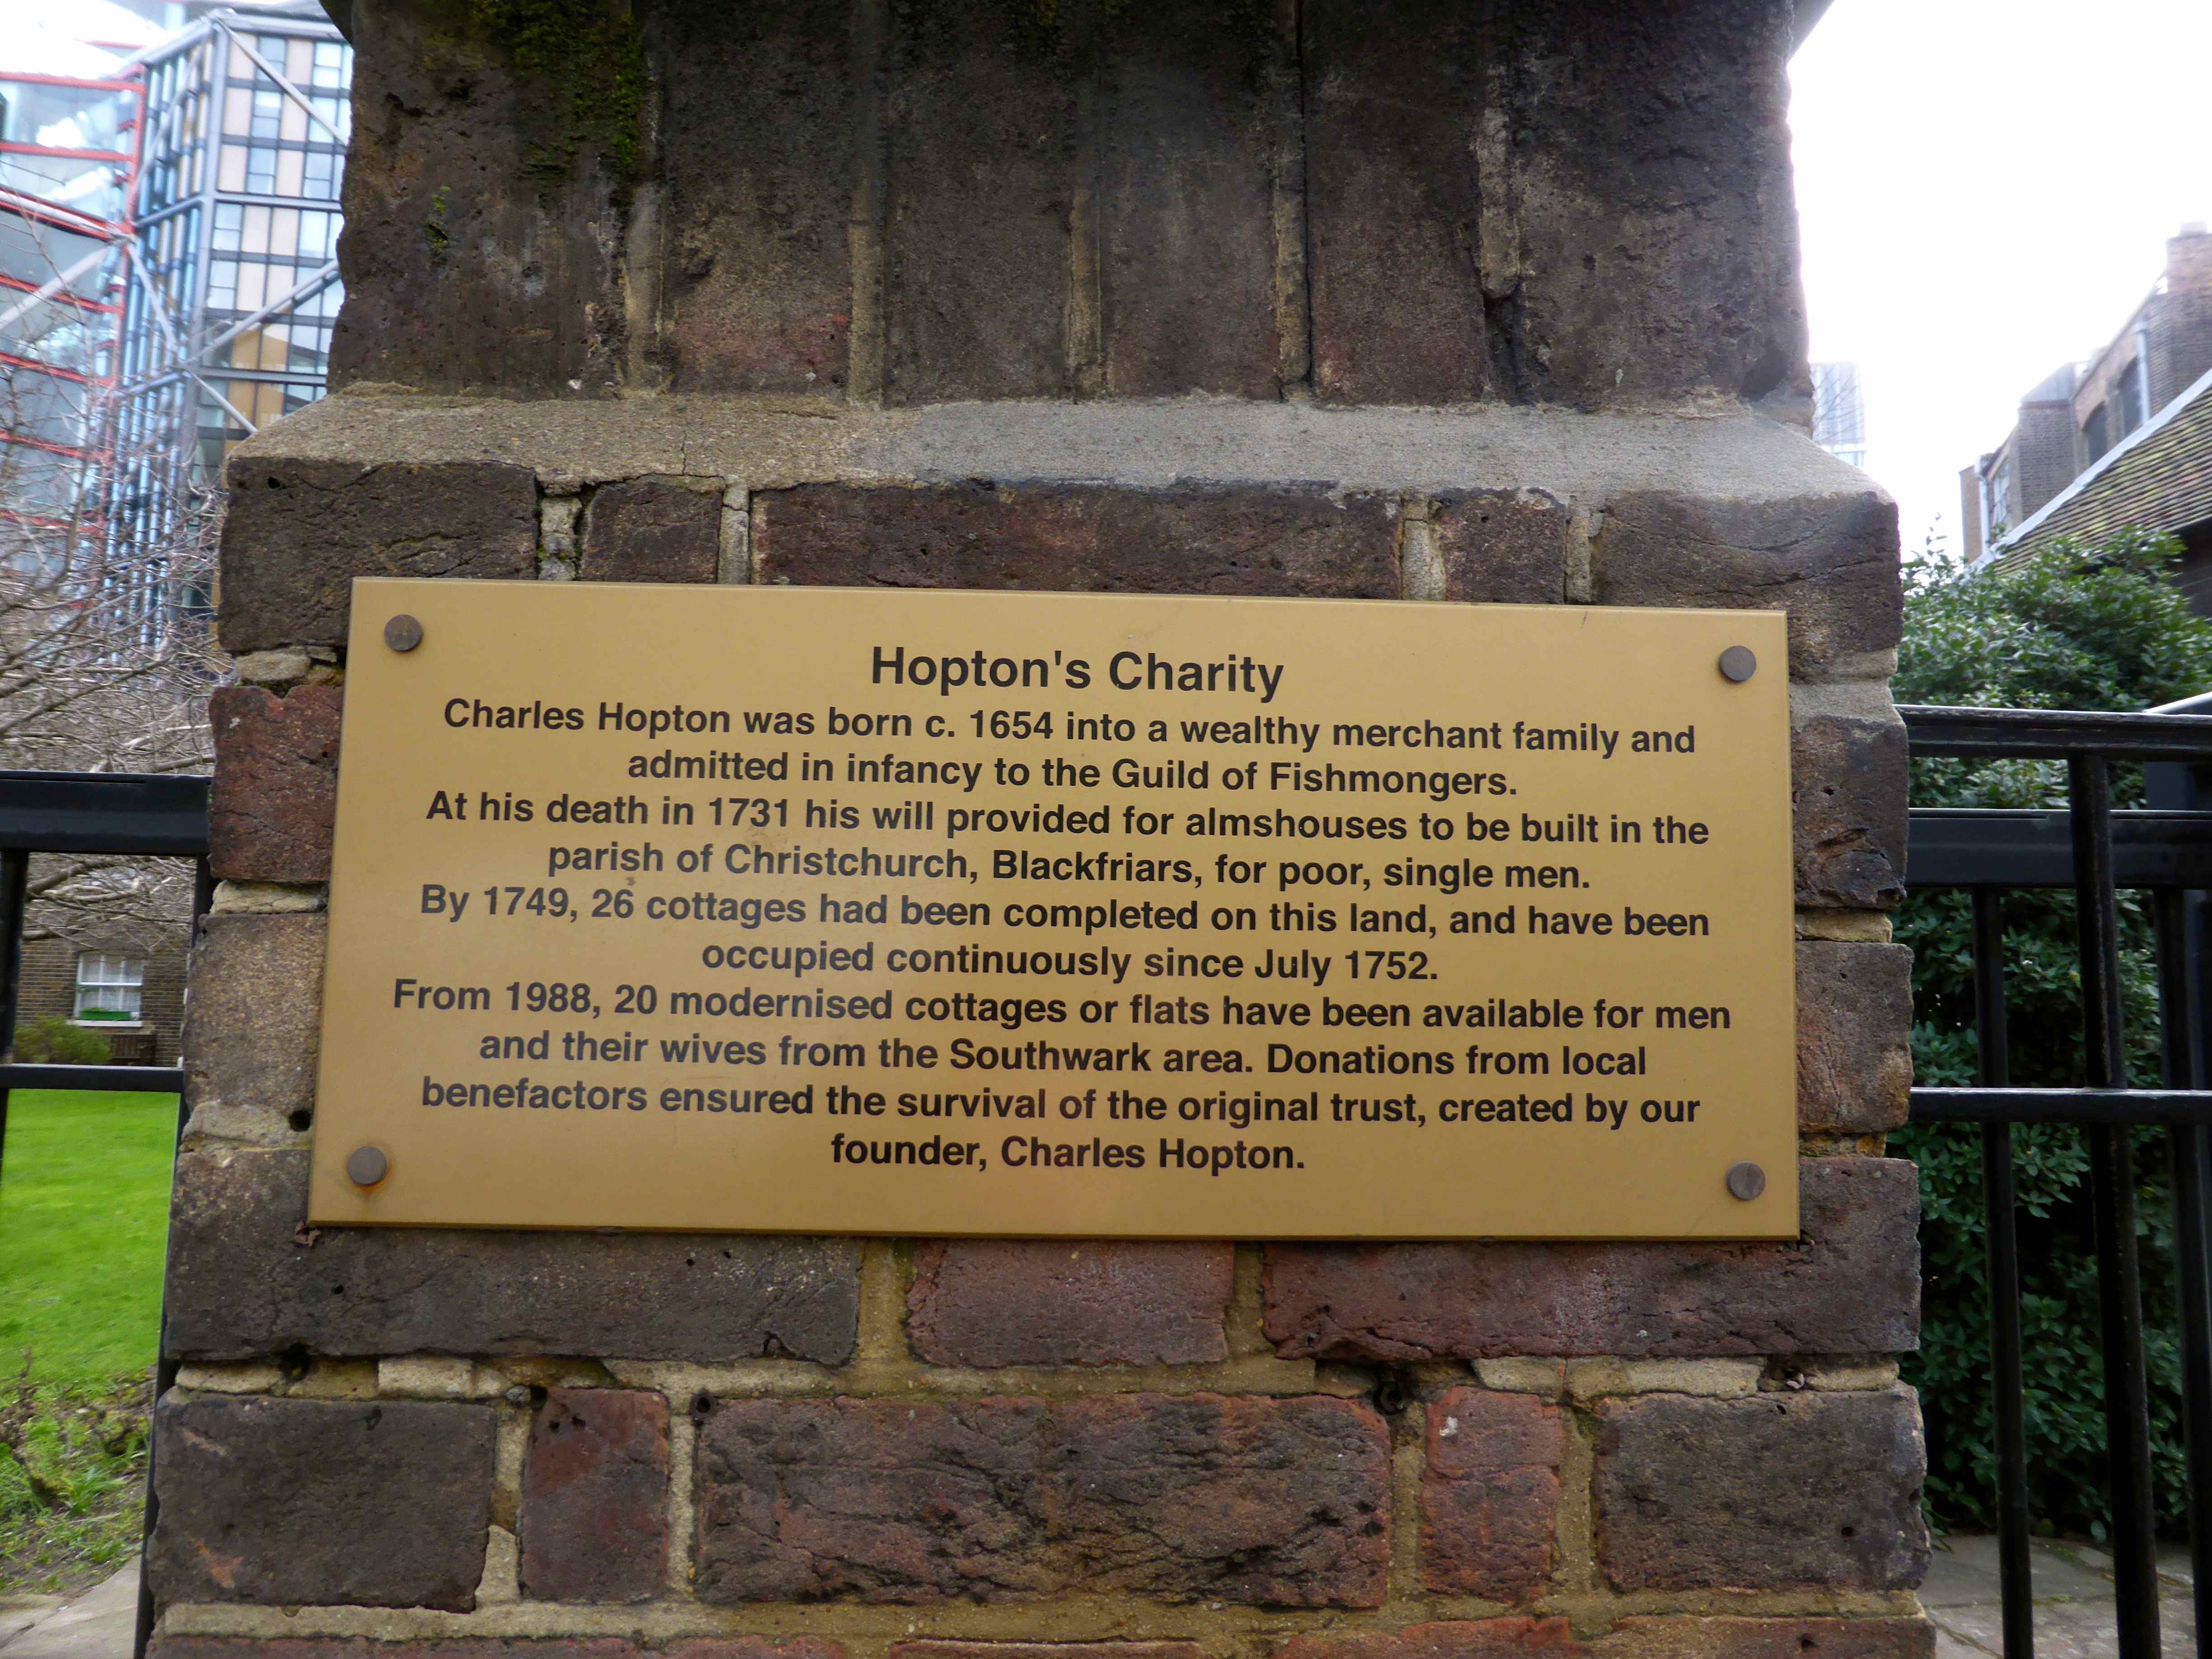 Hopton's Charity
Charles Hopton was born c. 1654 into a wealthy merchant family and
admitted in infancy to the Guild of Fishmongers.
At his death in 1731 his will provided for almshouses to be built in the
parish of Christchurch, Blackfriars, for poor, single men.
By 1749, 26 cottages had been completed on this land, and have been
occupied continuously since July 1752.
From 1988, 20 modernised cottages or flats have been available for men
and their wives from the Southwark area. Donations from local
benefactors ensured the survival of the original trust, created by our
founder, Charles Hopton.